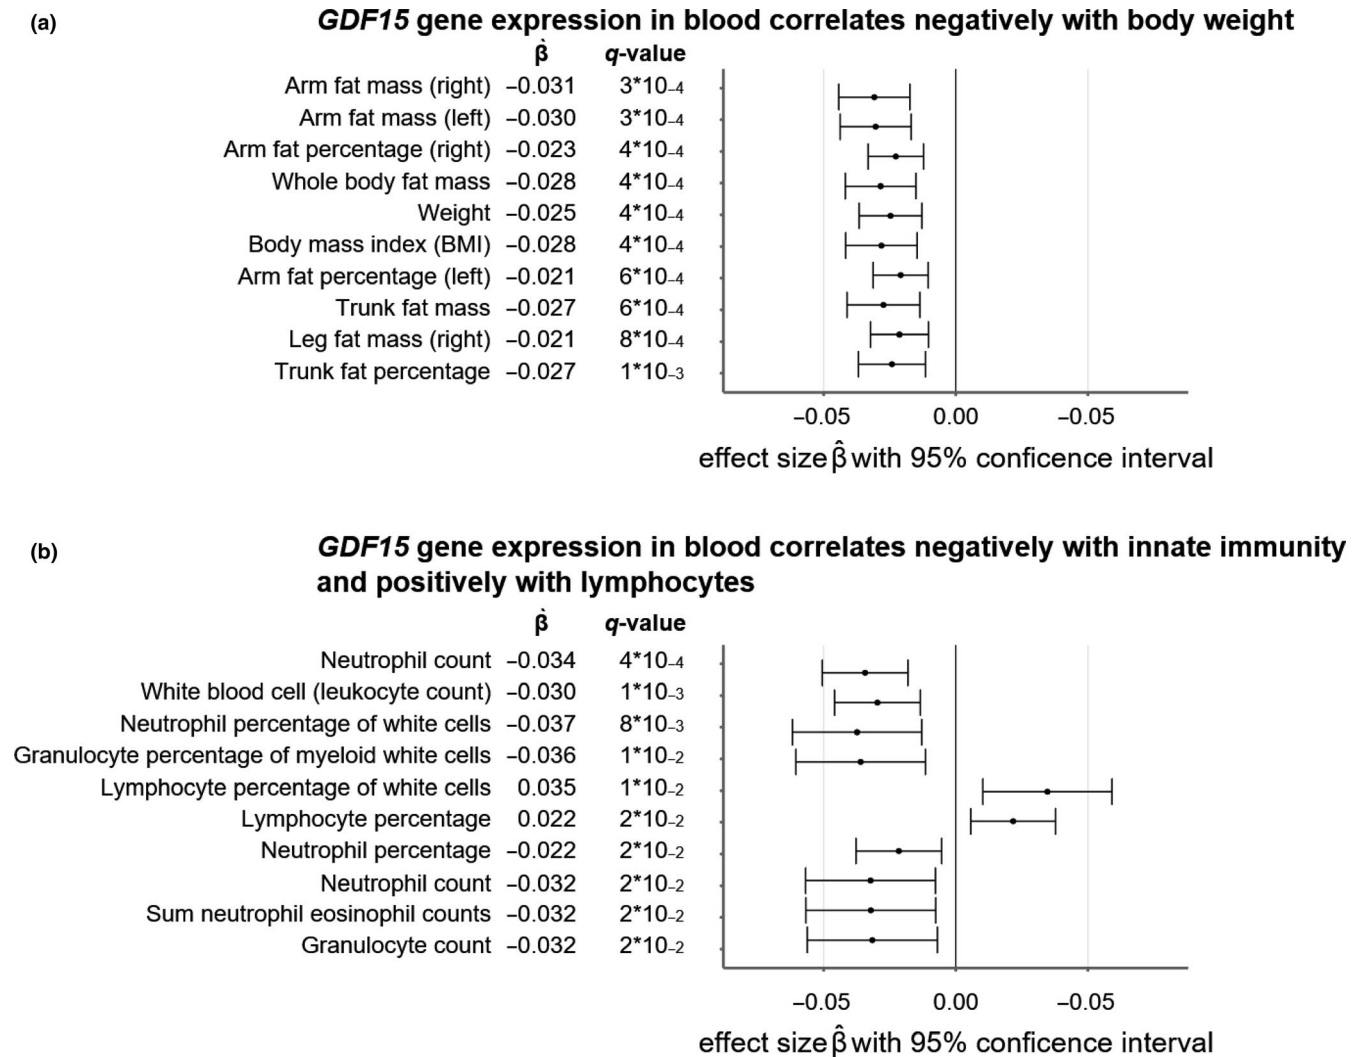 (a)
GDF15 gene expression in blood correlates negatively with body weight
β̀ q-value
Arm fat mass (right) −0.031 3*10−4
Arm fat mass (left) −0.030 3*10−4
Arm fat percentage (right) −0.023 4*10−4
Whole body fat mass −0.028 4*10−4
Weight −0.025 4*10−4
Body mass index (BMI) −0.028 4*10−4
Arm fat percentage (left) −0.021 6*10−4
Trunk fat mass −0.027 6*10−4
Leg fat mass (right) −0.021 8*10−4
Trunk fat percentage −0.027 1*10−3
−0.05 0.00 −0.05
effect size β̂ with 95% conficence interval
(b)
GDF15 gene expression in blood correlates negatively with innate immunity
and positively with lymphocytes
β̀ q-value
Neutrophil count −0.034 4*10−4
White blood cell (leukocyte count) −0.030 1*10−3
Neutrophil percentage of white cells −0.037 8*10−3
Granulocyte percentage of myeloid white cells −0.036 1*10−2
Lymphocyte percentage of white cells 0.035 1*10−2
Lymphocyte percentage 0.022 2*10−2
Neutrophil percentage −0.022 2*10−2
Neutrophil count −0.032 2*10−2
Sum neutrophil eosinophil counts −0.032 2*10−2
Granulocyte count −0.032 2*10−2
−0.05 0.00 −0.05
effect size β̂ with 95% conficence interval